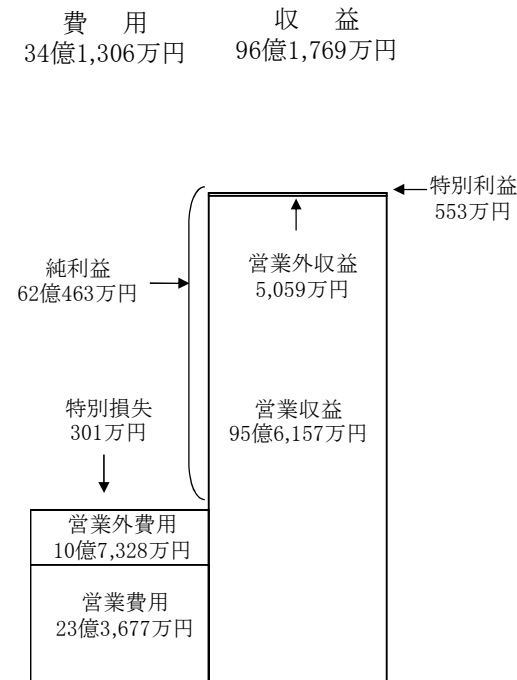 費　用
34億1,306万円
収　益
96億1,769万円
特別利益
553万円
営業外収益
5,059万円
純利益
62億463万円
特別損失
301万円
営業収益
95億6,157万円
営業外費用
10億7,328万円
営業費用
23億3,677万円